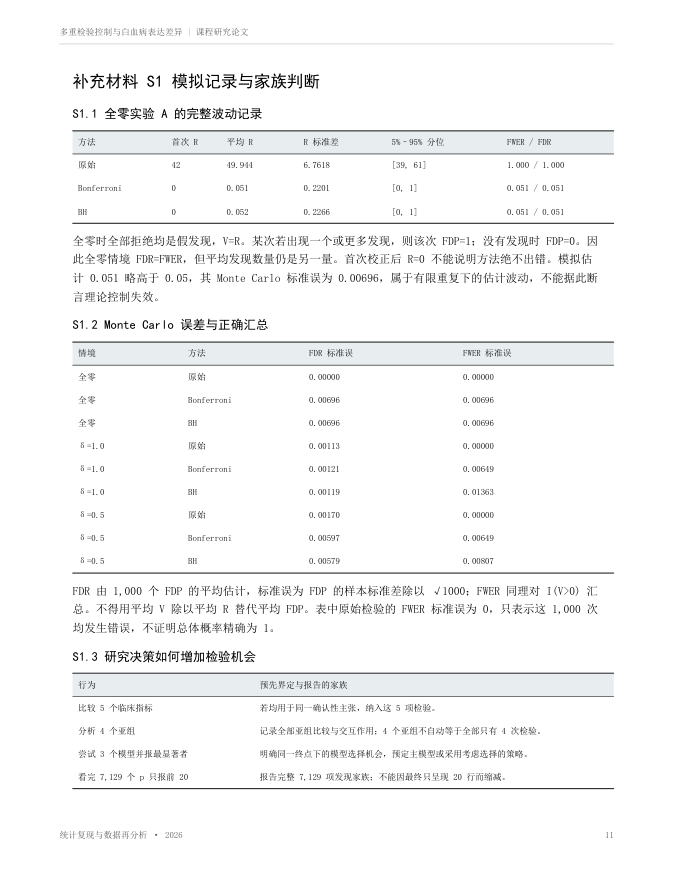 多重检验控制与白血病表达差异 | 课程研究论文
补充材料 S1 模拟记录与家族判断
S1.1 全零实验 A 的完整波动记录
方法 首次 R 平均 R R 标准差 5%–95% 分位 FWER / FDR
原始 42 49.944 6.7618 [39, 61] 1.000 / 1.000
Bonferroni 0 0.051 0.2201 [0, 1] 0.051 / 0.051
BH 0 0.052 0.2266 [0, 1] 0.051 / 0.051
全零时全部拒绝均是假发现，V=R。某次若出现一个或更多发现，则该次 FDP=1；没有发现时 FDP=0。因
此全零情境 FDR=FWER，但平均发现数量仍是另一量。首次校正后 R=0 不能说明方法绝不出错。模拟估
计 0.051 略高于 0.05，其 Monte Carlo 标准误为 0.00696，属于有限重复下的估计波动，不能据此断
言理论控制失效。
S1.2 Monte Carlo 误差与正确汇总
情境 方法 FDR 标准误 FWER 标准误
全零 原始 0.00000 0.00000
全零 Bonferroni 0.00696 0.00696
全零 BH 0.00696 0.00696
δ=1.0 原始 0.00113 0.00000
δ=1.0 Bonferroni 0.00121 0.00649
δ=1.0 BH 0.00119 0.01363
δ=0.5 原始 0.00170 0.00000
δ=0.5 Bonferroni 0.00597 0.00649
δ=0.5 BH 0.00579 0.00807
FDR 由 1,000 个 FDP 的平均估计，标准误为 FDP 的样本标准差除以 √1000；FWER 同理对 I(V>0) 汇
总。不得用平均 V 除以平均 R 替代平均 FDP。表中原始检验的 FWER 标准误为 0，只表示这 1,000 次
均发生错误，不证明总体概率精确为 1。
S1.3 研究决策如何增加检验机会
行为 预先界定与报告的家族
比较 5 个临床指标 若均用于同一确认性主张，纳入这 5 项检验。
分析 4 个亚组 记录全部亚组比较与交互作用；4 个亚组不自动等于全部只有 4 次检验。
尝试 3 个模型并报最显著者 明确同一终点下的模型选择机会，预定主模型或采用考虑选择的策略。
看完 7,129 个 p 只报前 20 报告完整 7,129 项发现家族；不能因最终只呈现 20 行而缩减。
统计复现与数据再分析 • 2026 11